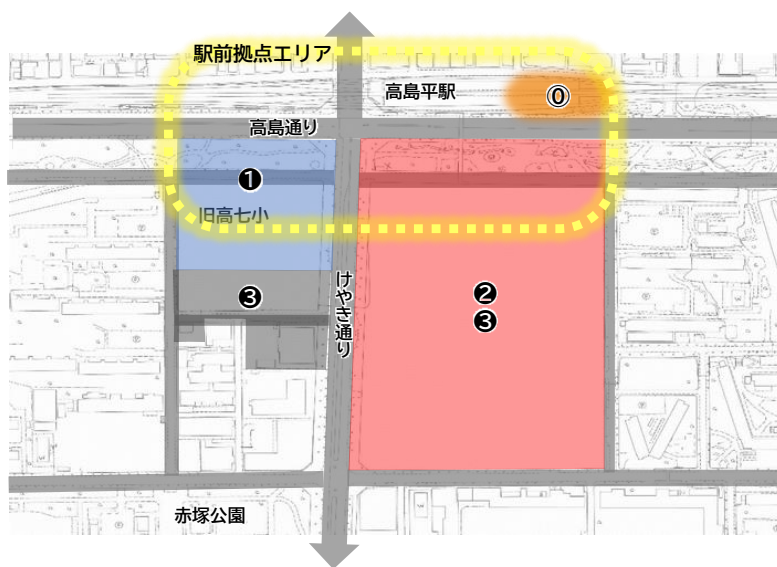 駅前拠点エリア
高島平駅
⓪
高島通り
❶
旧高七小
❸
けやき通り
❷
❸
赤塚公園